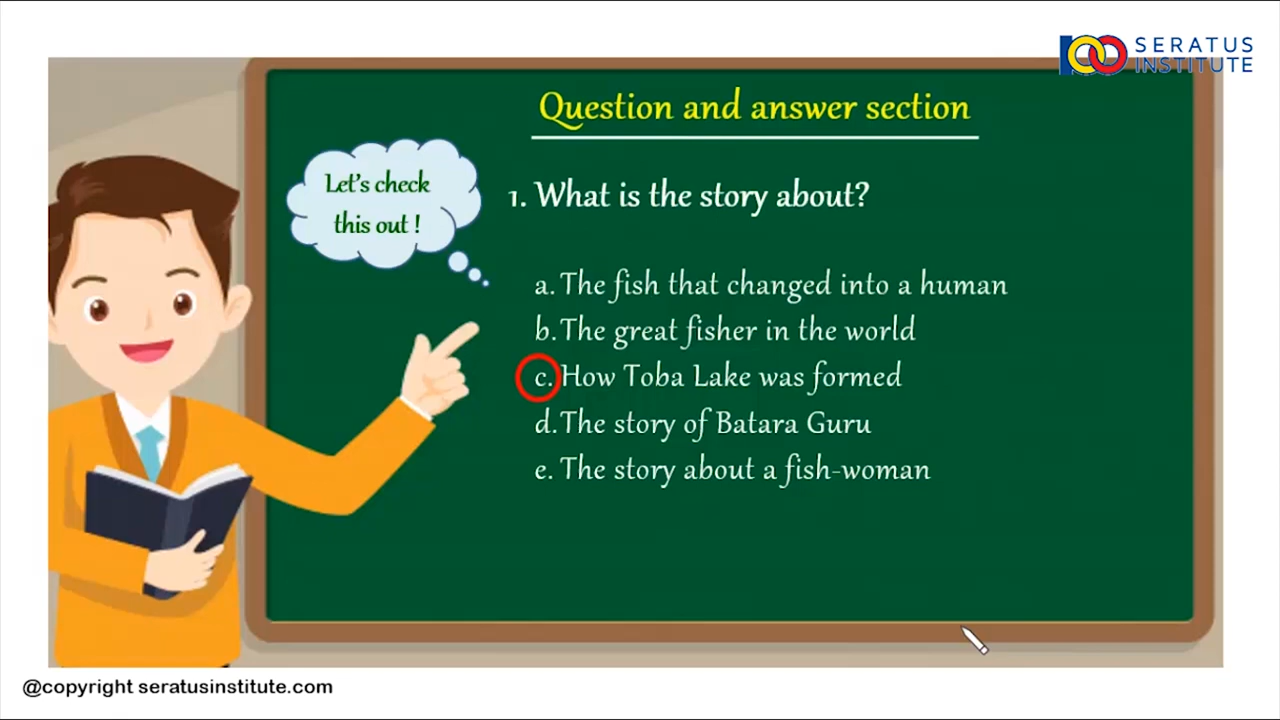 SERATUS
INSTITUTE
Question and answer section
Let's check
this out !
1. What is the story about?
a. The fish that changed into a human
b. The great fisher in the world
c. How Toba Lake was formed
d. The story of Batara Guru
e. The story about a fish-woman
@copyright seratusinstitute.com